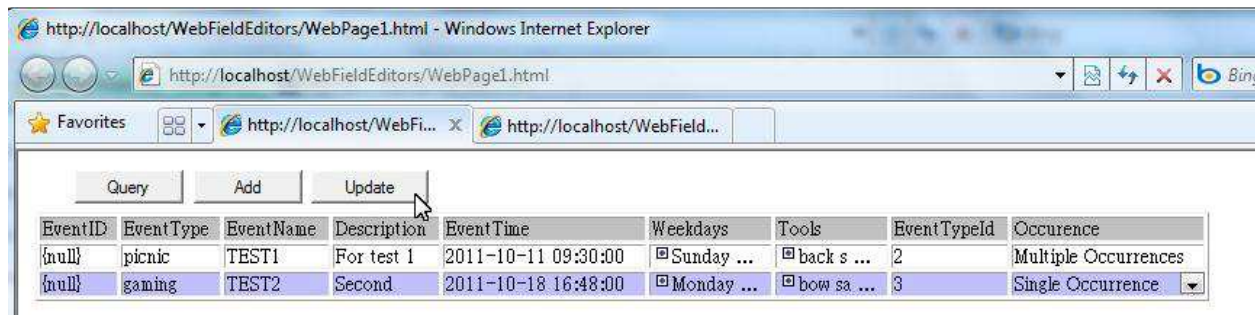 http://localhost/WebFieldEditors/WebPage1.html - Windows Internet Explorer
http://localhost/WebFieldEditors/WebPage1.html Bing
Favorites http://localhost/WebFi... X http://localhost/WebField...
Query Add Update
EventID EventType EventName Description EventTime Weekdays Tools EventTypeId Occurence
{null} picnic TEST1 For test 1 2011-10-11 09:30:00 Sunday ... back s ... 2 Multiple Occurrences
{null} gaming TEST2 Second 2011-10-18 16:48:00 Monday ... bow sa ... 3 Single Occurrence